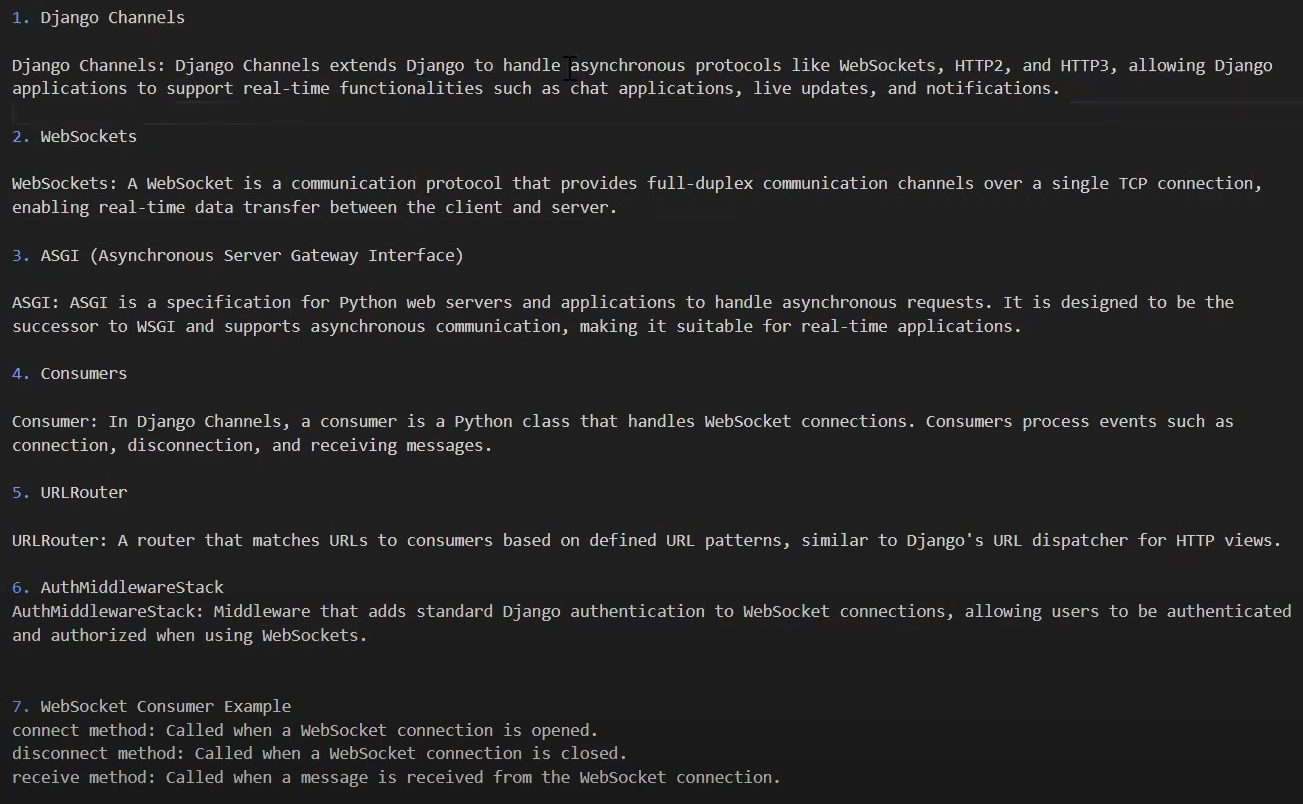 1. Django Channels
Django Channels: Django Channels extends Django to handle asynchronous protocols like WebSockets, HTTP2, and HTTP3, allowing Django
applications to support real-time functionalities such as chat applications, live updates, and notifications.
2. WebSockets
WebSockets: A WebSocket is a communication protocol that provides full-duplex communication channels over a single TCP connection,
enabling real-time data transfer between the client and server.
3. ASGI (Asynchronous Server Gateway Interface)
ASGI: ASGI is a specification for Python web servers and applications to handle asynchronous requests. It is designed to be the
successor to WSGI and supports asynchronous communication, making it suitable for real-time applications.
4. Consumers
Consumer: In Django Channels, a consumer is a Python class that handles WebSocket connections. Consumers process events such as
connection, disconnection, and receiving messages.
5. URLRouter
URLRouter: A router that matches URLs to consumers based on defined URL patterns, similar to Django's URL dispatcher for HTTP views.
6. AuthMiddlewareStack
AuthMiddlewareStack: Middleware that adds standard Django authentication to WebSocket connections, allowing users to be authenticated
and authorized when using WebSockets.
7. WebSocket Consumer Example
connect method: Called when a WebSocket connection is opened.
disconnect method: Called when a WebSocket connection is closed.
receive method: Called when a message is received from the WebSocket connection.